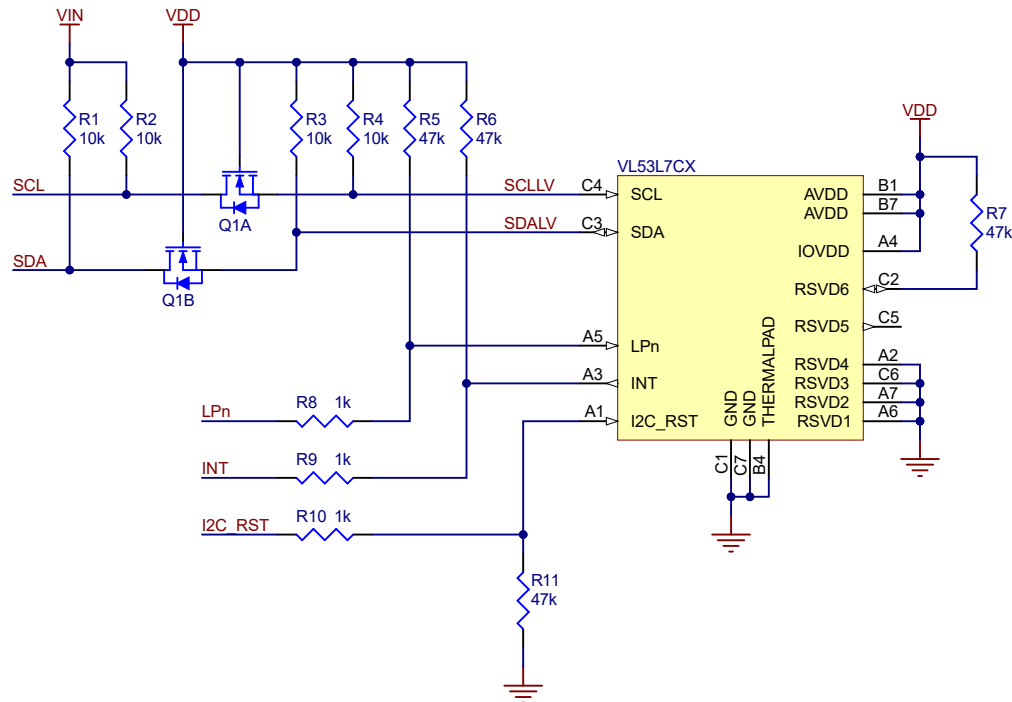 VIN
VDD
R1
10k
R2
10k
R3
10k
R4
10k
R5
47k
R6
47k
VDD
SCL
Q1A
SCLLV
C4
SDALV
C3
SDA
Q1B
VL53L7CX
SCL
SDA
LPn
INT
I2C_RST
A5
A3
A1
AVDD
AVDD
IOVDD
RSVD6
RSVD5
RSVD4
RSVD3
RSVD2
RSVD1
B1
B7
A4
C2
C5
A2
C6
A7
A6
R7
47k
GND
GND
THERMALPAD
C1
C7
B4
LPn
R8 1k
INT
R9 1k
I2C_RST
R10 1k
R11
47k